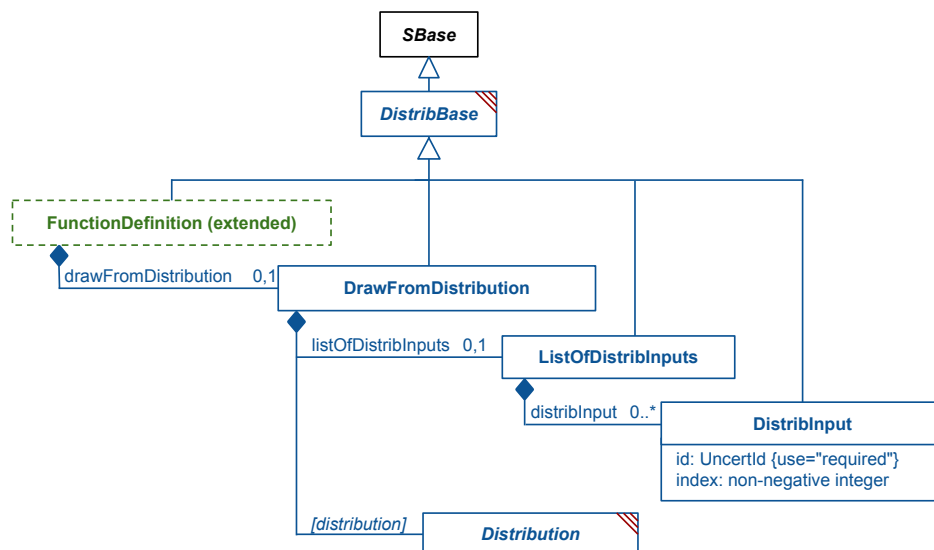 SBase
DistribBase
FunctionDefinition (extended)
drawFromDistribution 0,1
DrawFromDistribution
listOfDistribInputs 0,1
ListOfDistribInputs
distribInput 0..*
DistribInput
id: UncertId {use="required"}
index: non-negative integer
[distribution]
Distribution